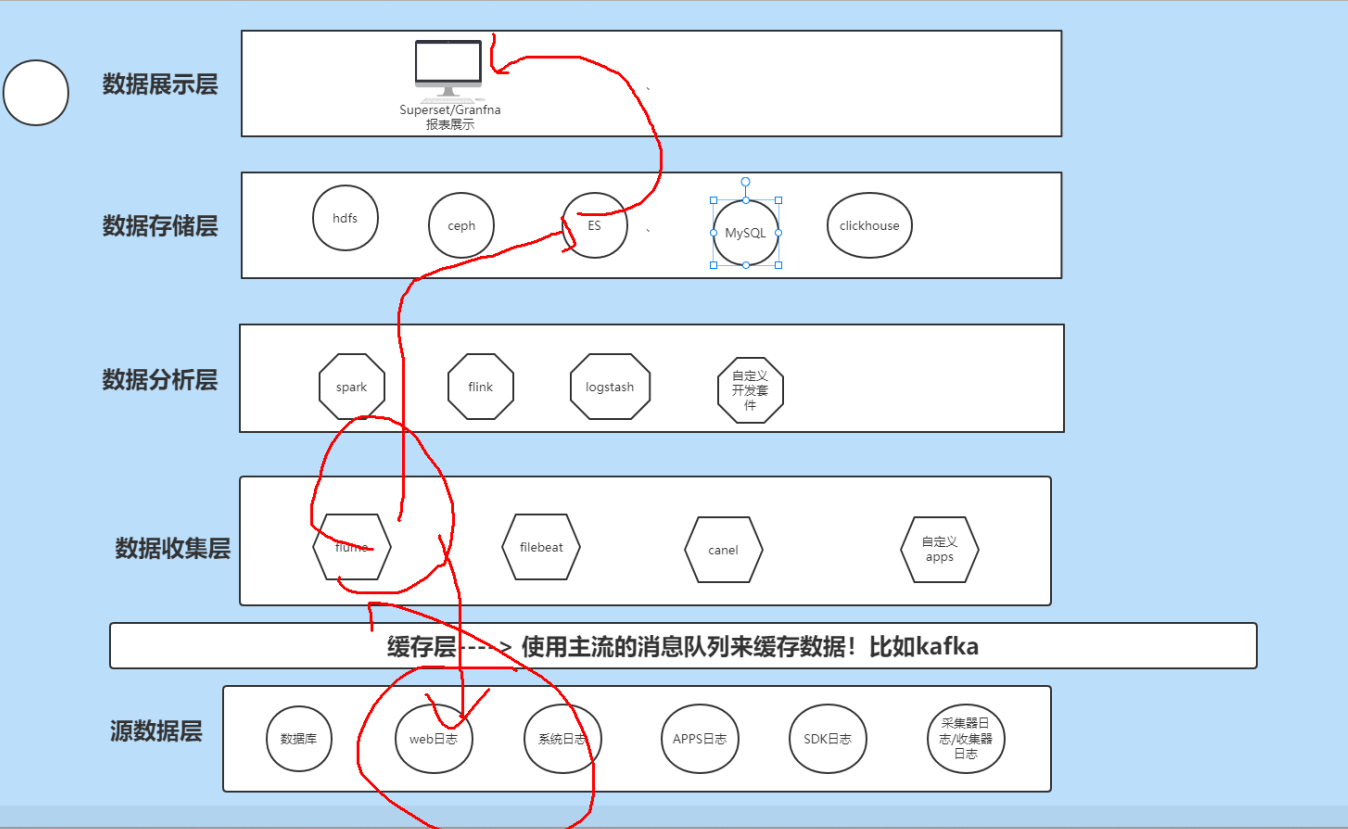 数据展示层
Superset/Granfna
报表展示
数据存储层
hdfs
ceph
ES
MySQL
clickhouse
数据分析层
spark
flink
logstash
自定义
开发套
件
数据收集层
flume
filebeat
canel
自定义
apps
缓存层----> 使用主流的消息队列来缓存数据！比如kafka
源数据层
数据库
web日志
系统日志
APPS日志
SDK日志
采集器日
志/收集器
日志